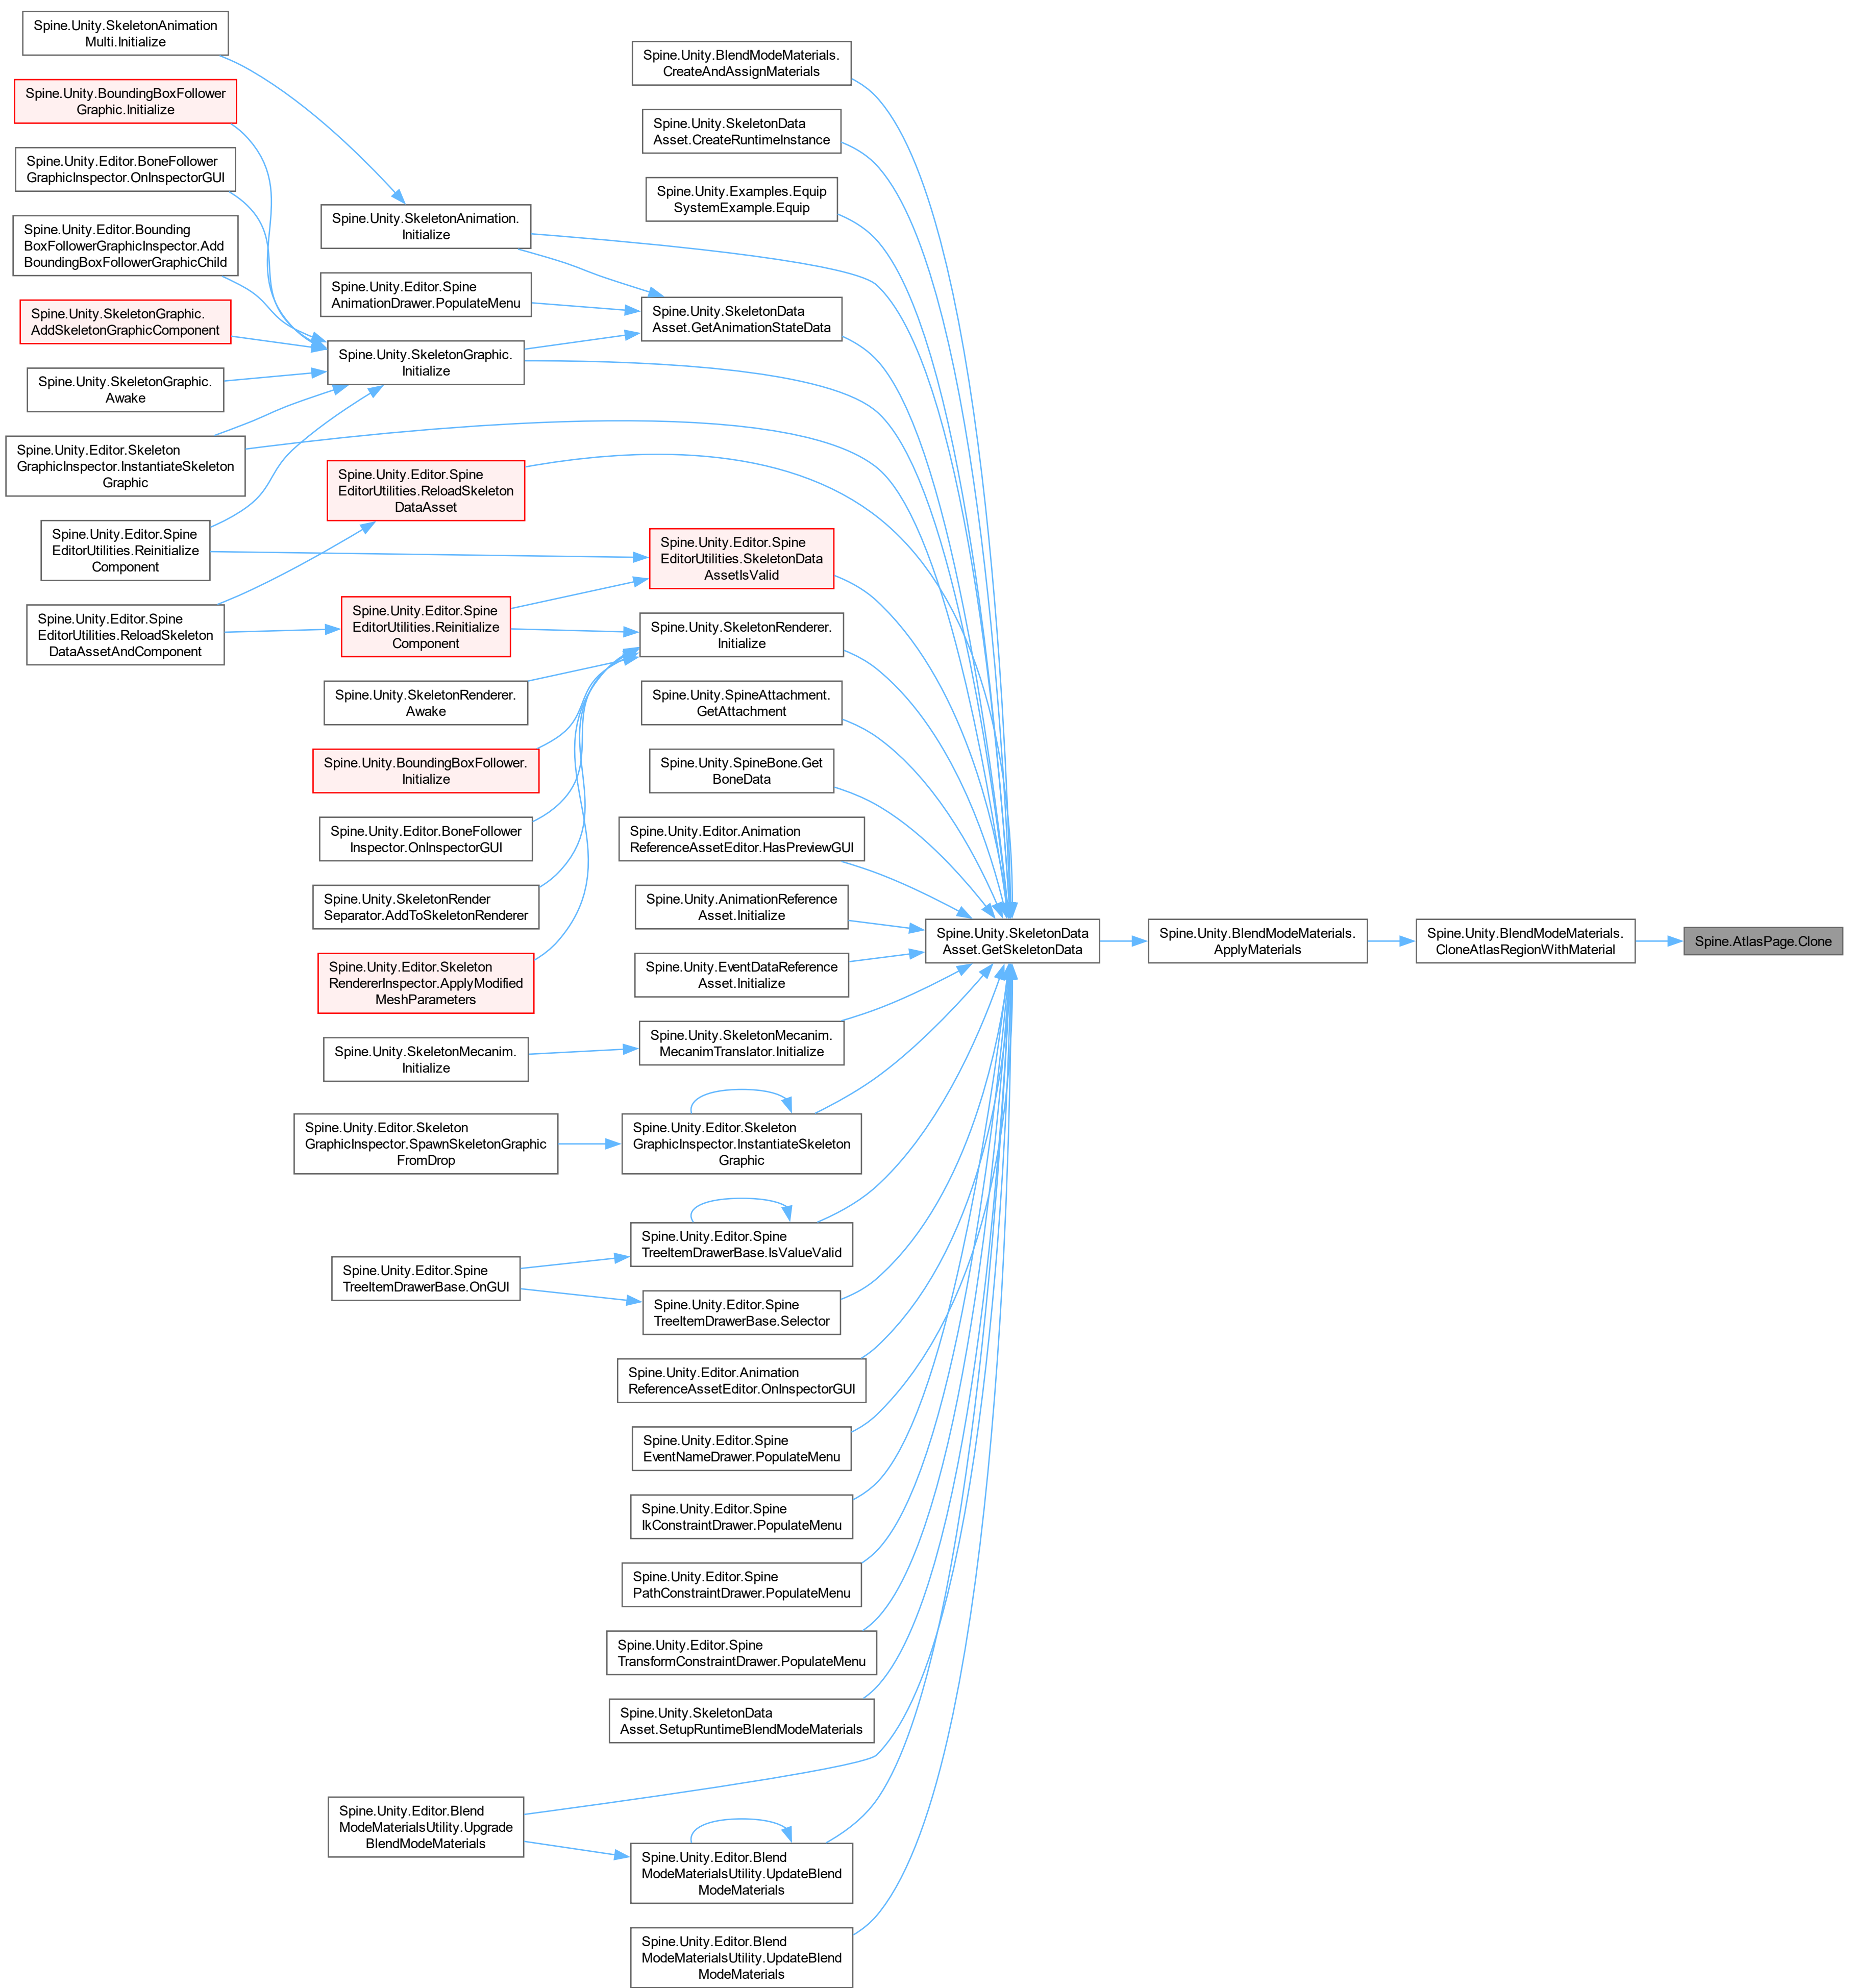 Spine.Unity.SkeletonAnimation
Multi.Initialize
Spine.Unity.BoundingBoxFollower
Graphic.Initialize
Spine.Unity.Editor.BoneFollower
GraphicInspector.OnInspectorGUI
Spine.Unity.Editor.Bounding
BoxFollowerGraphicInspector.Add
BoundingBoxFollowerGraphicChild
Spine.Unity.SkeletonGraphic.
AddSkeletonGraphicComponent
Spine.Unity.SkeletonGraphic.
Awake
Spine.Unity.Editor.Skeleton
GraphicInspector.InstantiateSkeleton
Graphic
Spine.Unity.Editor.Spine
EditorUtilities.Reinitialize
Component
Spine.Unity.Editor.Spine
EditorUtilities.ReloadSkeleton
DataAssetAndComponent
Spine.Unity.SkeletonAnimation.
Initialize
Spine.Unity.Editor.Spine
AnimationDrawer.PopulateMenu
Spine.Unity.SkeletonGraphic.
Initialize
Spine.Unity.Editor.Spine
EditorUtilities.ReloadSkeleton
DataAsset
Spine.Unity.Editor.Spine
EditorUtilities.Reinitialize
Component
Spine.Unity.SkeletonRenderer.
Awake
Spine.Unity.BoundingBoxFollower.
Initialize
Spine.Unity.Editor.BoneFollower
Inspector.OnInspectorGUI
Spine.Unity.SkeletonRender
Separator.AddToSkeletonRenderer
Spine.Unity.Editor.Skeleton
RendererInspector.ApplyModified
MeshParameters
Spine.Unity.SkeletonMecanim.
Initialize
Spine.Unity.Editor.Skeleton
GraphicInspector.SpawnSkeletonGraphic
FromDrop
Spine.Unity.Editor.Spine
TreeItemDrawerBase.OnGUI
Spine.Unity.Editor.Blend
ModeMaterialsUtility.Upgrade
BlendModeMaterials
Spine.Unity.BlendModeMaterials.
CreateAndAssignMaterials
Spine.Unity.SkeletonData
Asset.CreateRuntimeInstance
Spine.Unity.Examples.Equip
SystemExample.Equip
Spine.Unity.SkeletonData
Asset.GetAnimationStateData
Spine.Unity.Editor.Spine
EditorUtilities.SkeletonData
AssetIsValid
Spine.Unity.SkeletonRenderer.
Initialize
Spine.Unity.SpineAttachment.
GetAttachment
Spine.Unity.SpineBone.Get
BoneData
Spine.Unity.Editor.Animation
ReferenceAssetEditor.HasPreviewGUI
Spine.Unity.AnimationReference
Asset.Initialize
Spine.Unity.EventDataReference
Asset.Initialize
Spine.Unity.SkeletonMecanim.
MecanimTranslator.Initialize
Spine.Unity.Editor.Skeleton
GraphicInspector.InstantiateSkeleton
Graphic
Spine.Unity.Editor.Spine
TreeItemDrawerBase.IsValueValid
Spine.Unity.Editor.Spine
TreeItemDrawerBase.Selector
Spine.Unity.Editor.Animation
ReferenceAssetEditor.OnInspectorGUI
Spine.Unity.Editor.Spine
EventNameDrawer.PopulateMenu
Spine.Unity.Editor.Spine
IkConstraintDrawer.PopulateMenu
Spine.Unity.Editor.Spine
PathConstraintDrawer.PopulateMenu
Spine.Unity.Editor.Spine
TransformConstraintDrawer.PopulateMenu
Spine.Unity.SkeletonData
Asset.SetupRuntimeBlendModeMaterials
Spine.Unity.Editor.Blend
ModeMaterialsUtility.UpdateBlend
ModeMaterials
Spine.Unity.Editor.Blend
ModeMaterialsUtility.UpdateBlend
ModeMaterials
Spine.Unity.SkeletonData
Asset.GetSkeletonData
Spine.Unity.BlendModeMaterials.
ApplyMaterials
Spine.Unity.BlendModeMaterials.
CloneAtlasRegionWithMaterial
Spine.AtlasPage.Clone